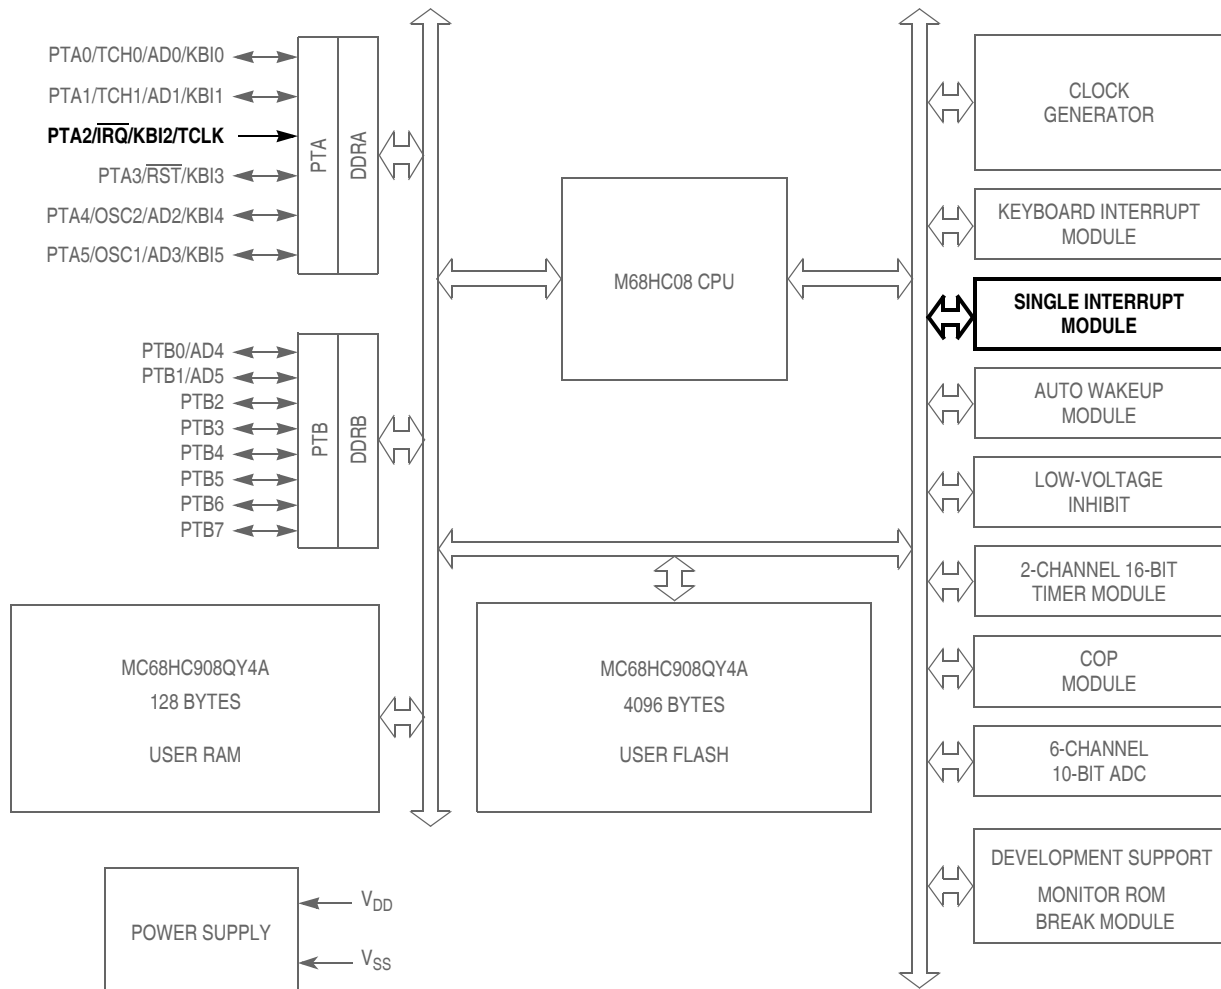 PTA0/TCH0/AD0/KBI0
PTA1/TCH1/AD1/KBI1
PTA2/IRQ/KBI2/TCLK
PTA3/RST/KBI3
PTA4/OSC2/AD2/KBI4
PTA5/OSC1/AD3/KBI5
PTA
DDRA
PTB0/AD4
PTB1/AD5
PTB2
PTB3
PTB4
PTB5
PTB6
PTB7
PTB
DDRB
M68HC08 CPU
MC68HC908QY4A
128 BYTES
USER RAM
MC68HC908QY4A
4096 BYTES
USER FLASH
POWER SUPPLY
VDD
VSS
CLOCK
GENERATOR
KEYBOARD INTERRUPT
MODULE
SINGLE INTERRUPT
MODULE
AUTO WAKEUP
MODULE
LOW-VOLTAGE
INHIBIT
2-CHANNEL 16-BIT
TIMER MODULE
COP
MODULE
6-CHANNEL
10-BIT ADC
DEVELOPMENT SUPPORT
MONITOR ROM
BREAK MODULE